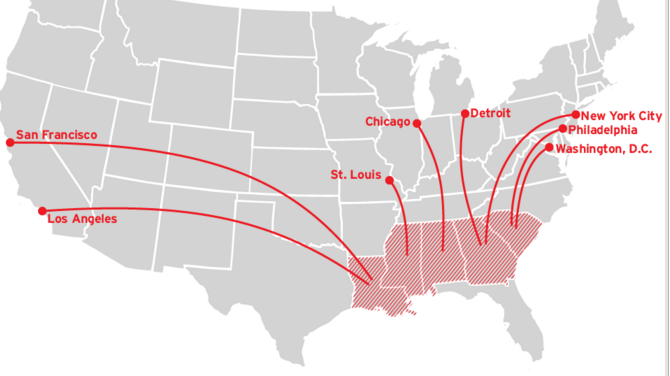 Chicago
Detroit
New York City
Philadelphia
San Francisco
Washington, D.C.
St. Louis
Los Angeles